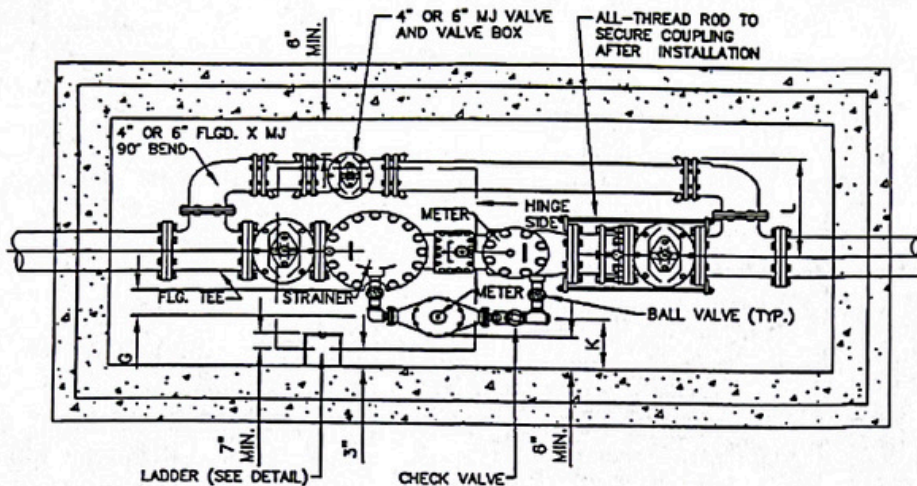 4" OR 6" MJ VALVE
AND VALVE BOX
ALL-THREAD ROD TO
SECURE COUPLING
AFTER INSTALLATION
6"
MIN.
4" OR 6" FLGD. X MJ
90° BEND
HINGE
SIDE
METER
L
FLG. TEE
STRAINER
METER
BALL VALVE (TYP.)
G
K
7"
MIN.
3"
6"
MIN.
LADDER (SEE DETAIL)
CHECK VALVE